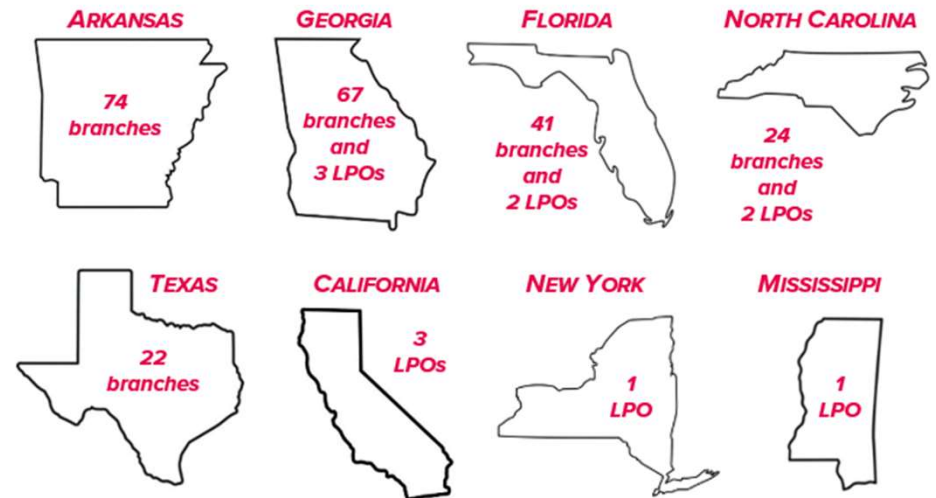 ARKANSAS
74
branches
GEORGIA
67
branches
and
3 LPOs
FLORIDA
41
branches
and
2 LPOs
NORTH CAROLINA
24
branches
and
2 LPOs
TEXAS
22
branches
CALIFORNIA
3
LPOs
NEW YORK
1
LPO
MISSISSIPPI
1
LPO